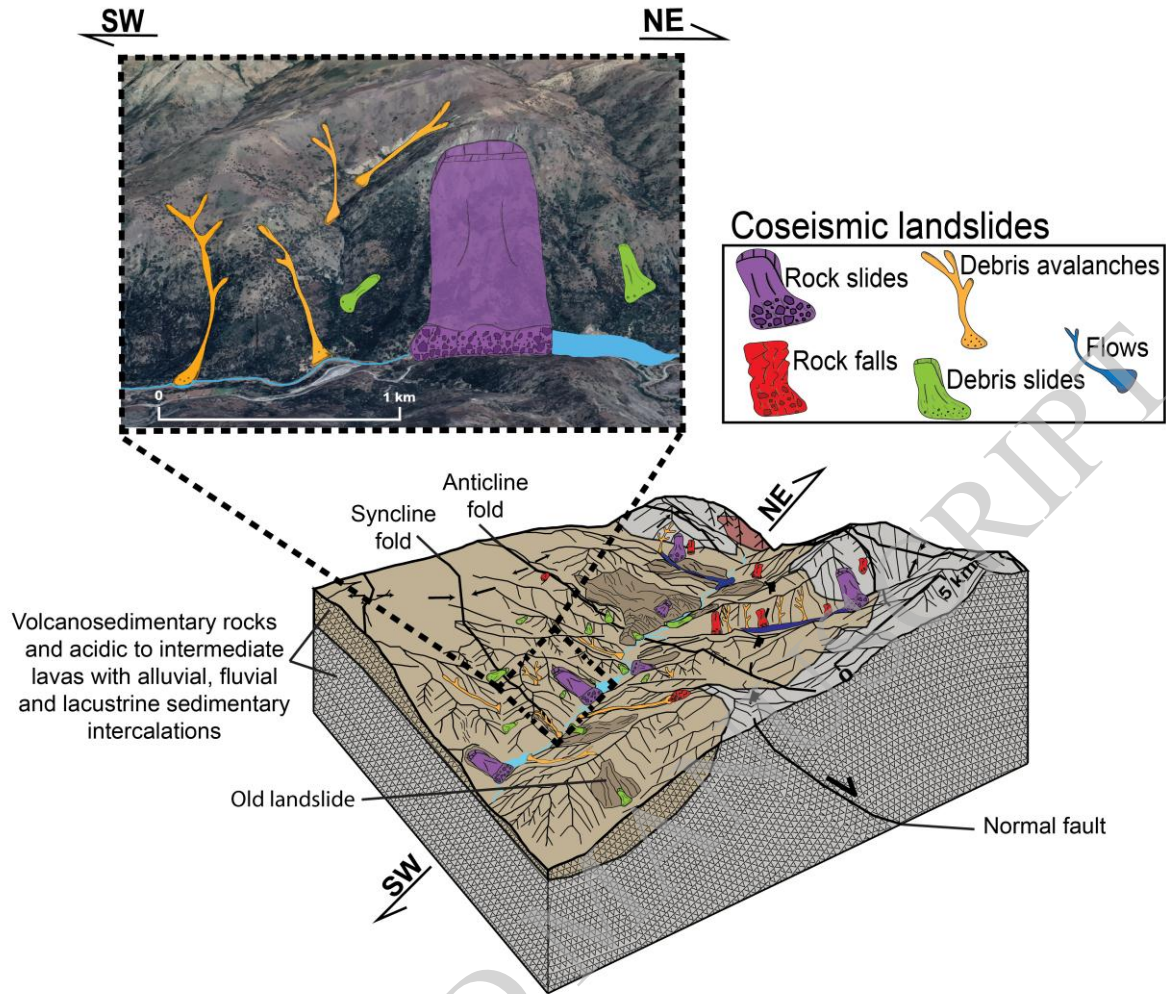 SW
NE
0
1 km
Coseismic landslides
Rock slides
Debris avalanches
Rock falls
Debris slides
Flows
Anticline
fold
Syncline
fold
NE
5 km
0
Volcanosedimentary rocks
and acidic to intermediate
lavas with alluvial, fluvial
and lacustrine sedimentary
intercalations
Old landslide
Normal fault
SW